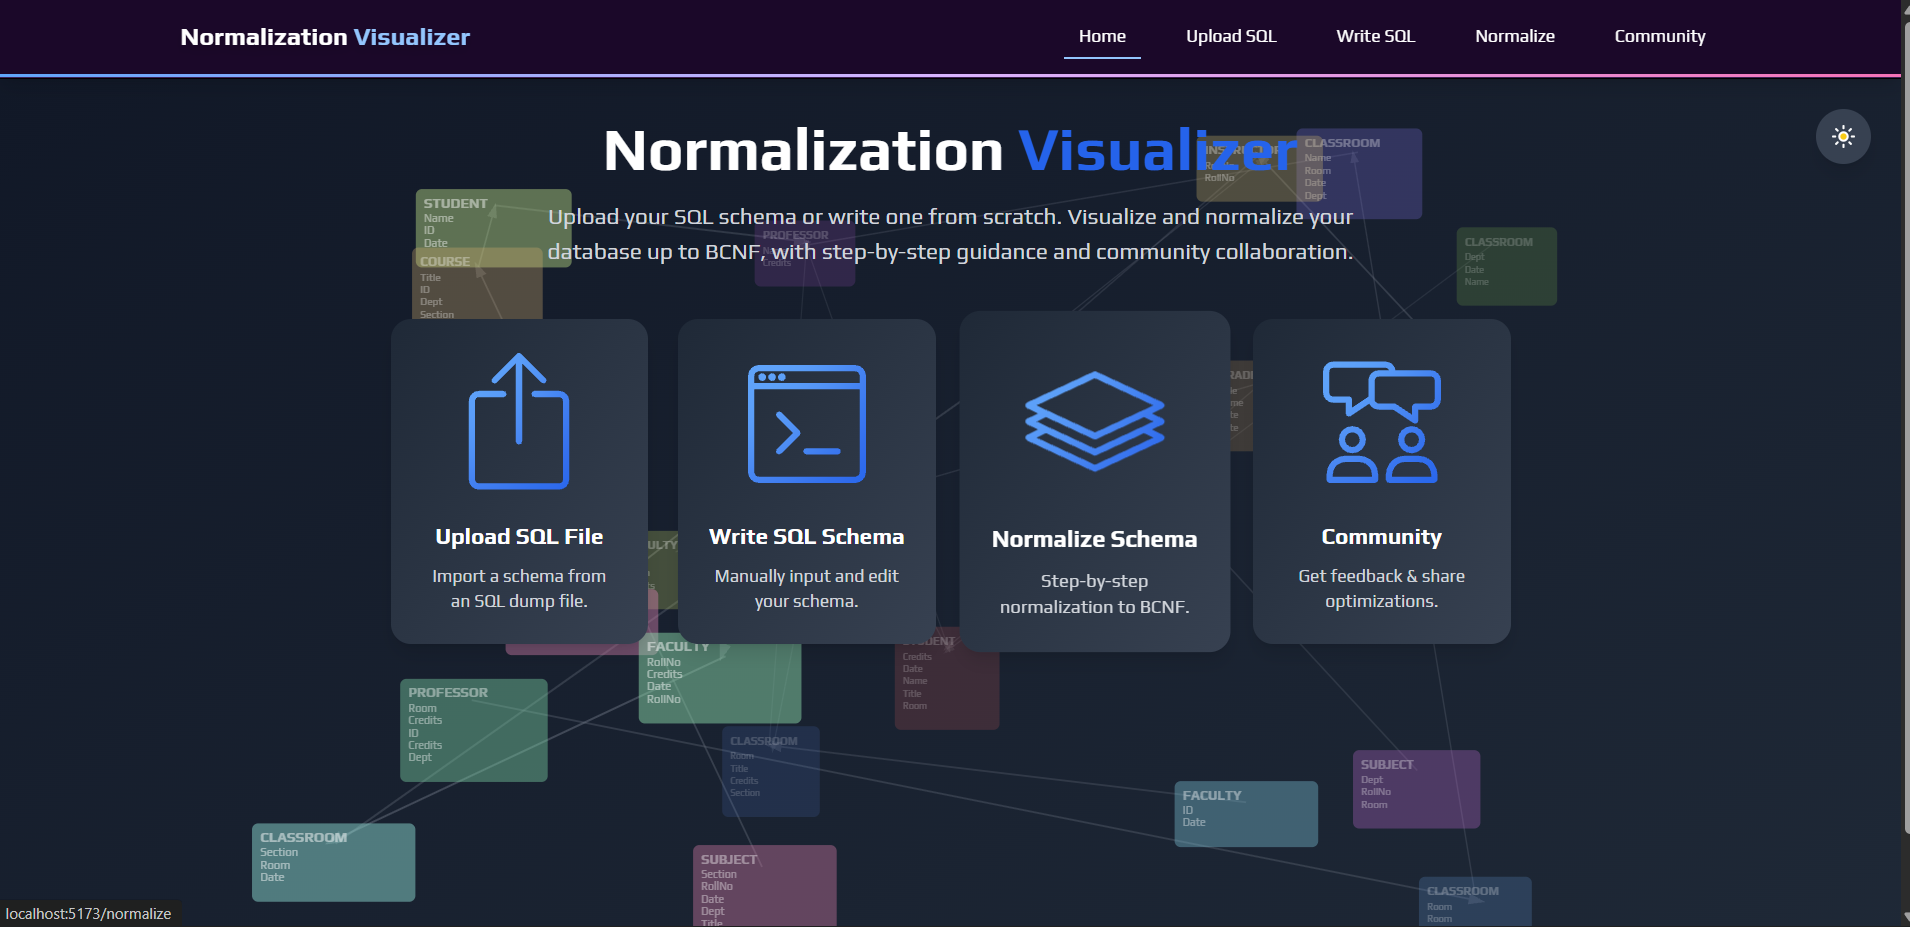 Normalization Visualizer
Home
Upload SQL
Write SQL
Normalize
Community
Normalization Visualizer
Upload your SQL schema or write one from scratch. Visualize and normalize your
database up to BCNF, with step-by-step guidance and community collaboration.
STUDENT
Name
ID
Date
COURSE
Title
ID
Dept
Section
PROFESSOR
Credits
INSTRUCTOR
RollNo
CLASSROOM
Name
Room
Date
Dept
CLASSROOM
Dept
Date
Name
Upload SQL File
Import a schema from
an SQL dump file.
Write SQL Schema
Manually input and edit
your schema.
Normalize Schema
Step-by-step
normalization to BCNF.
Community
Get feedback & share
optimizations.
FACULTY
RollNo
Credits
Date
RollNo
STUDENT
Credits
Date
Name
Title
Room
PROFESSOR
Room
Credits
ID
Credits
Dept
CLASSROOM
Room
Title
Credits
Section
SUBJECT
Dept
RollNo
Room
FACULTY
ID
Date
CLASSROOM
Section
Room
Date
SUBJECT
Section
RollNo
Date
Dept
Title
CLASSROOM
Room
Room
localhost:5173/normalize